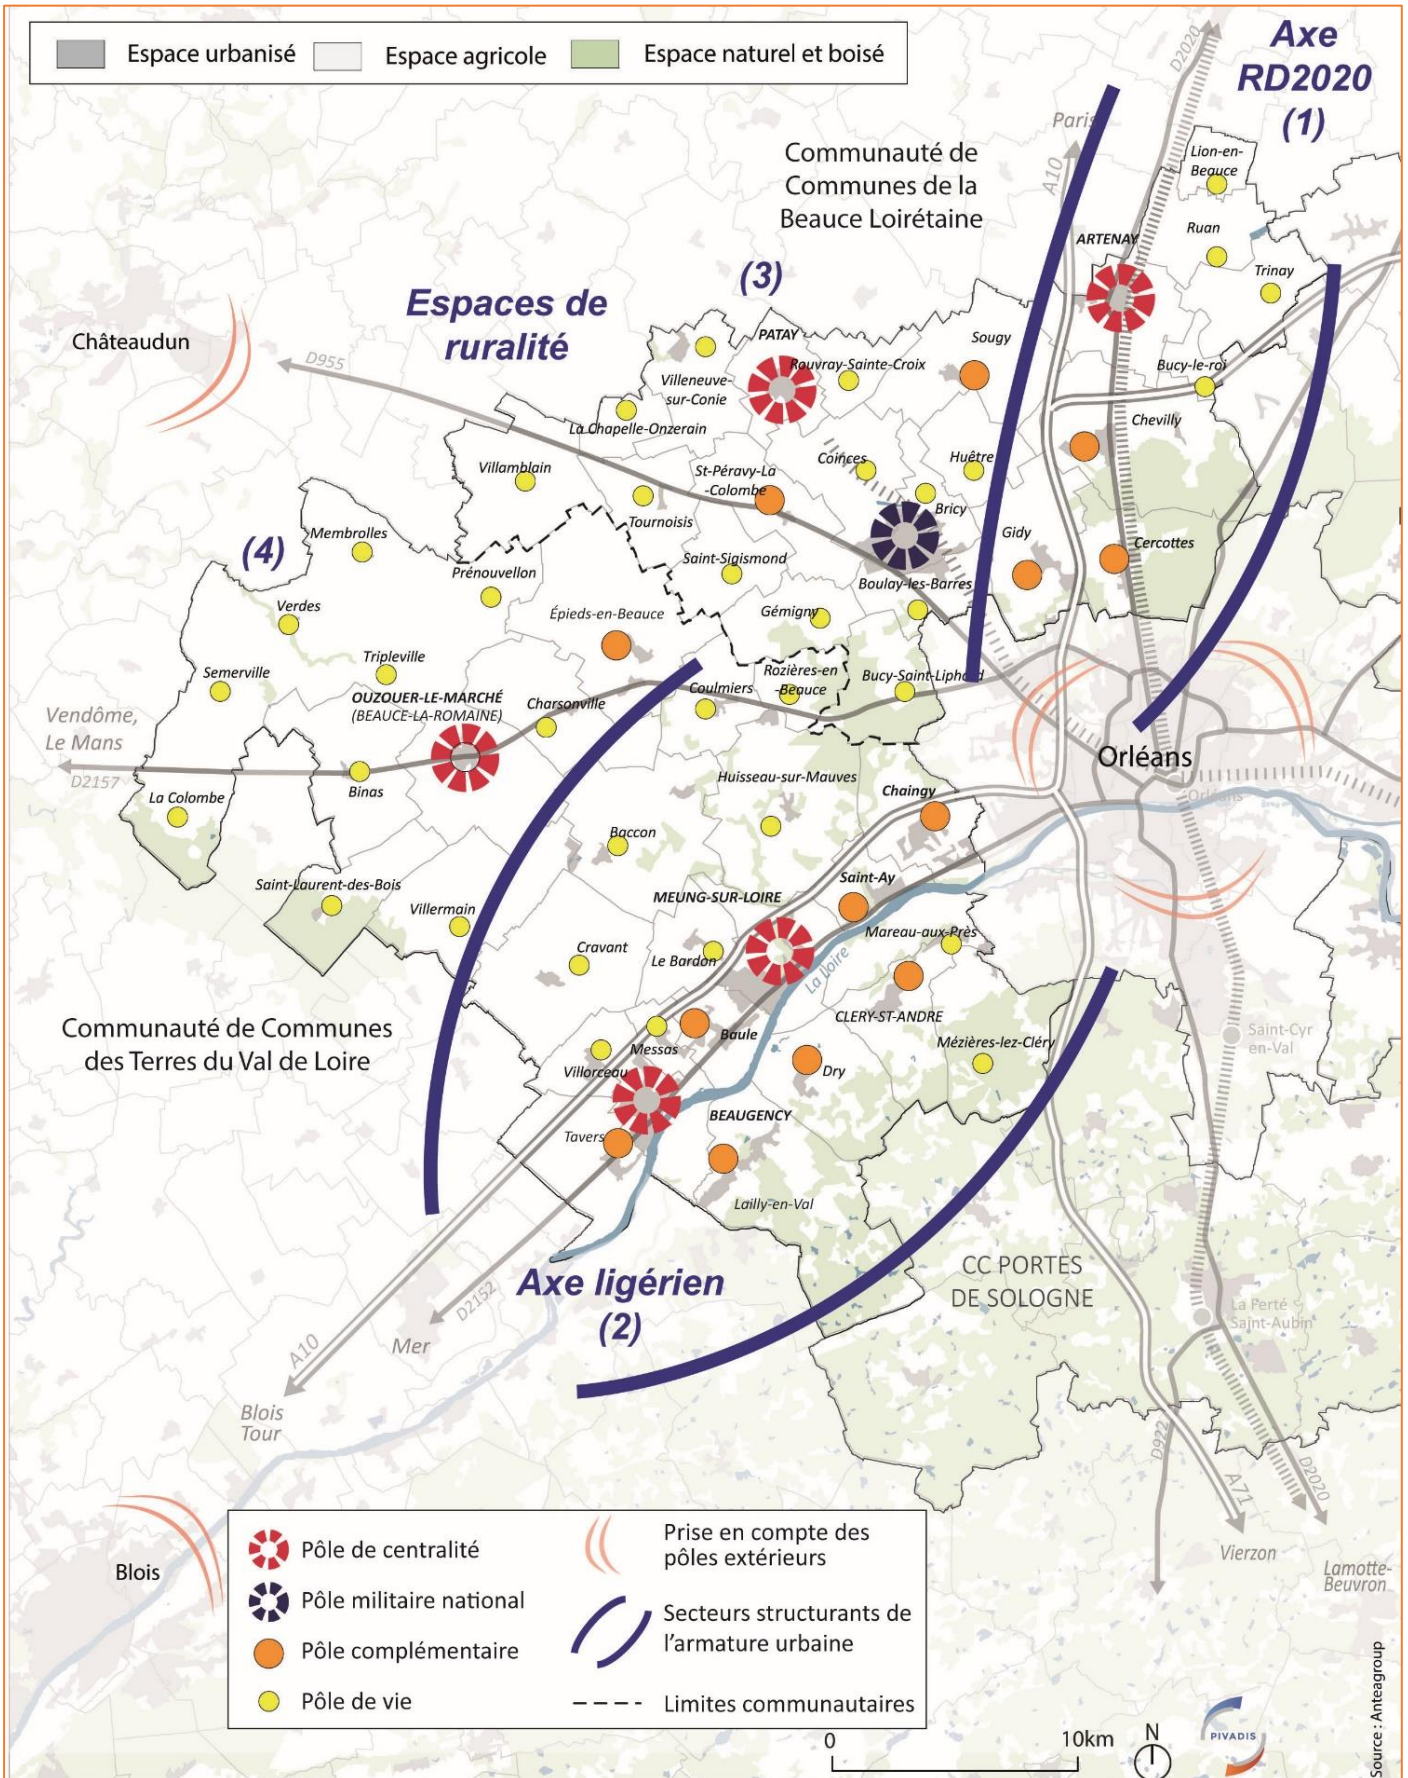 Espace urbanisé
Espace agricole
Espace naturel et boisé
Axe
RD2020
(1)
D2020
Paris
A10
Communauté de
Communes de la
Beauce Loirétaine
Lion-en-
Beauce
Ruan
ARTENAY
Trinay
(3)
Espaces de
ruralité
Châteaudun
D955
PATAY
Sougy
Rouvray-Sainte-Croix
Villeneuve-
sur-Conie
Bucy-le-roi
La Chapelle-Onzerain
Chevilly
Villamblain
St-Péravy-La
-Colombe
Coinces
Huêtre
Tournoisis
Bricy
Membrolles
(4)
Gidy
Cercottes
Prénouvellon
Saint-Sigismond
Boulay-les-Barres
Verdes
Épieds-en-Beauce
Gémigny
Semerville
Tripleville
Rozières-en
-Beauce
Bucy-Saint-Liphard
OUZOUER-LE-MARCHÉ
(BEAUCE-LA-ROMAINE)
Charsonville
Coulmiers
Vendôme,
Le Mans
D2157
Orléans
Orléans
Binas
La Colombe
Huisseau-sur-Mauves
Chaingy
Baccon
Saint-Laurent-des-Bois
Villermain
MEUNG-SUR-LOIRE
Saint-Ay
Mareau-aux-Près
Cravant
Le Bardon
La Loire
CLERY-ST-ANDRE
Communauté de Communes
des Terres du Val de Loire
Baule
Messas
Mézières-lez-Cléry
Saint-Cyr
en-Val
Villorceau
Dry
BEAUGENCY
Tavers
Lailly-en-Val
Axe ligérien
(2)
CC PORTES
DE SOLOGNE
La Ferté
Saint-Aubin
D2152
Mer
A10
Blois
Tour
D922
A71
D2020
Vierzon
Lamotte-
Beuvron
Blois
Pôle de centralité
Pôle militaire national
Pôle complémentaire
Pôle de vie
Prise en compte des
pôles extérieurs
Secteurs structurants de
l'armature urbaine
Limites communautaires
0
10km
N
PIVADIS
Source : Anteagroup